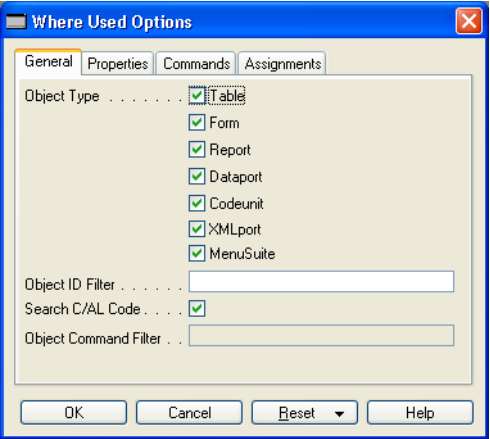 Where Used Options
General Properties Commands Assignments
Object Type . . . . . . . Table
Form
Report
Dataport
Codeunit
XMLport
MenuSuite
Object ID Filter . . . . . .
Search C/AL Code . . . .
Object Command Filter . .
OK Cancel Reset Help